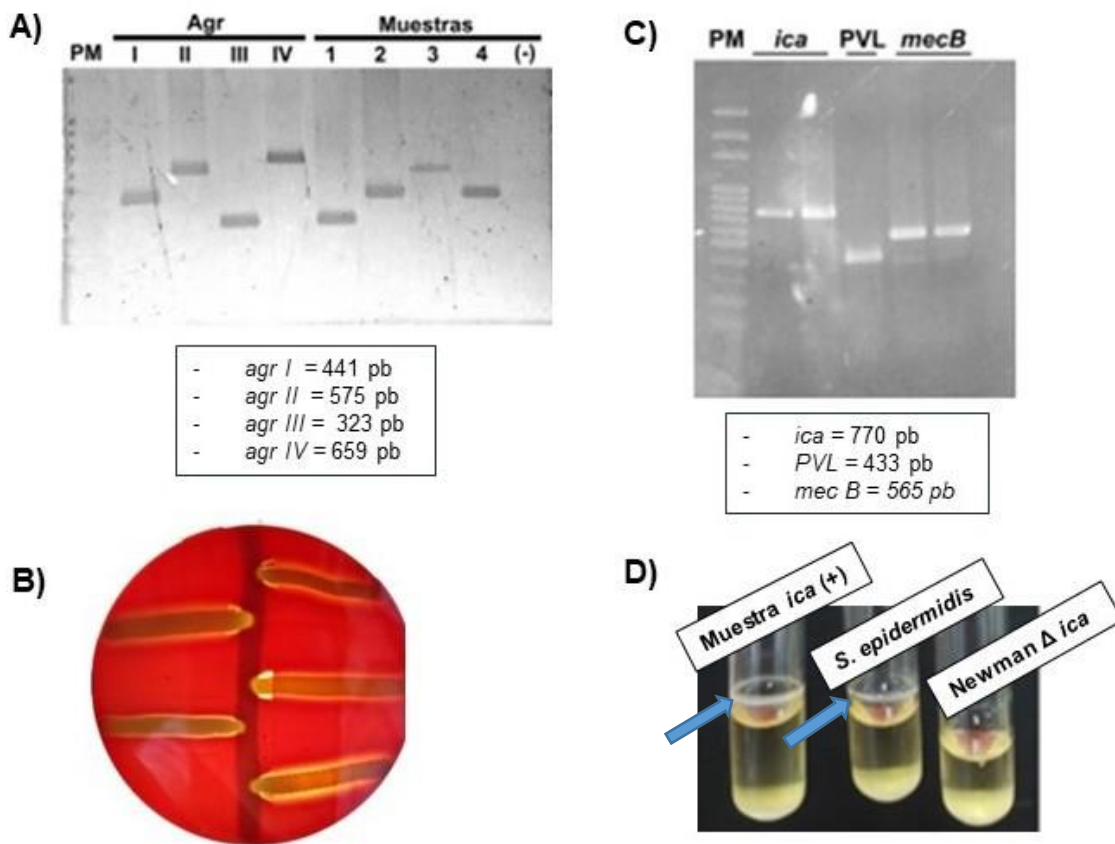 A)
Agr Muestras
PM I II III IV 1 2 3 4 (-)
- agr I = 441 pb
- agr II = 575 pb
- agr III = 323 pb
- agr IV = 659 pb
B)
C)
PM ica PVL mecB
- ica = 770 pb
- PVL = 433 pb
- mec B = 565 pb
D)
Muestra ica (+)
S. epidermidis
Newman Δ ica